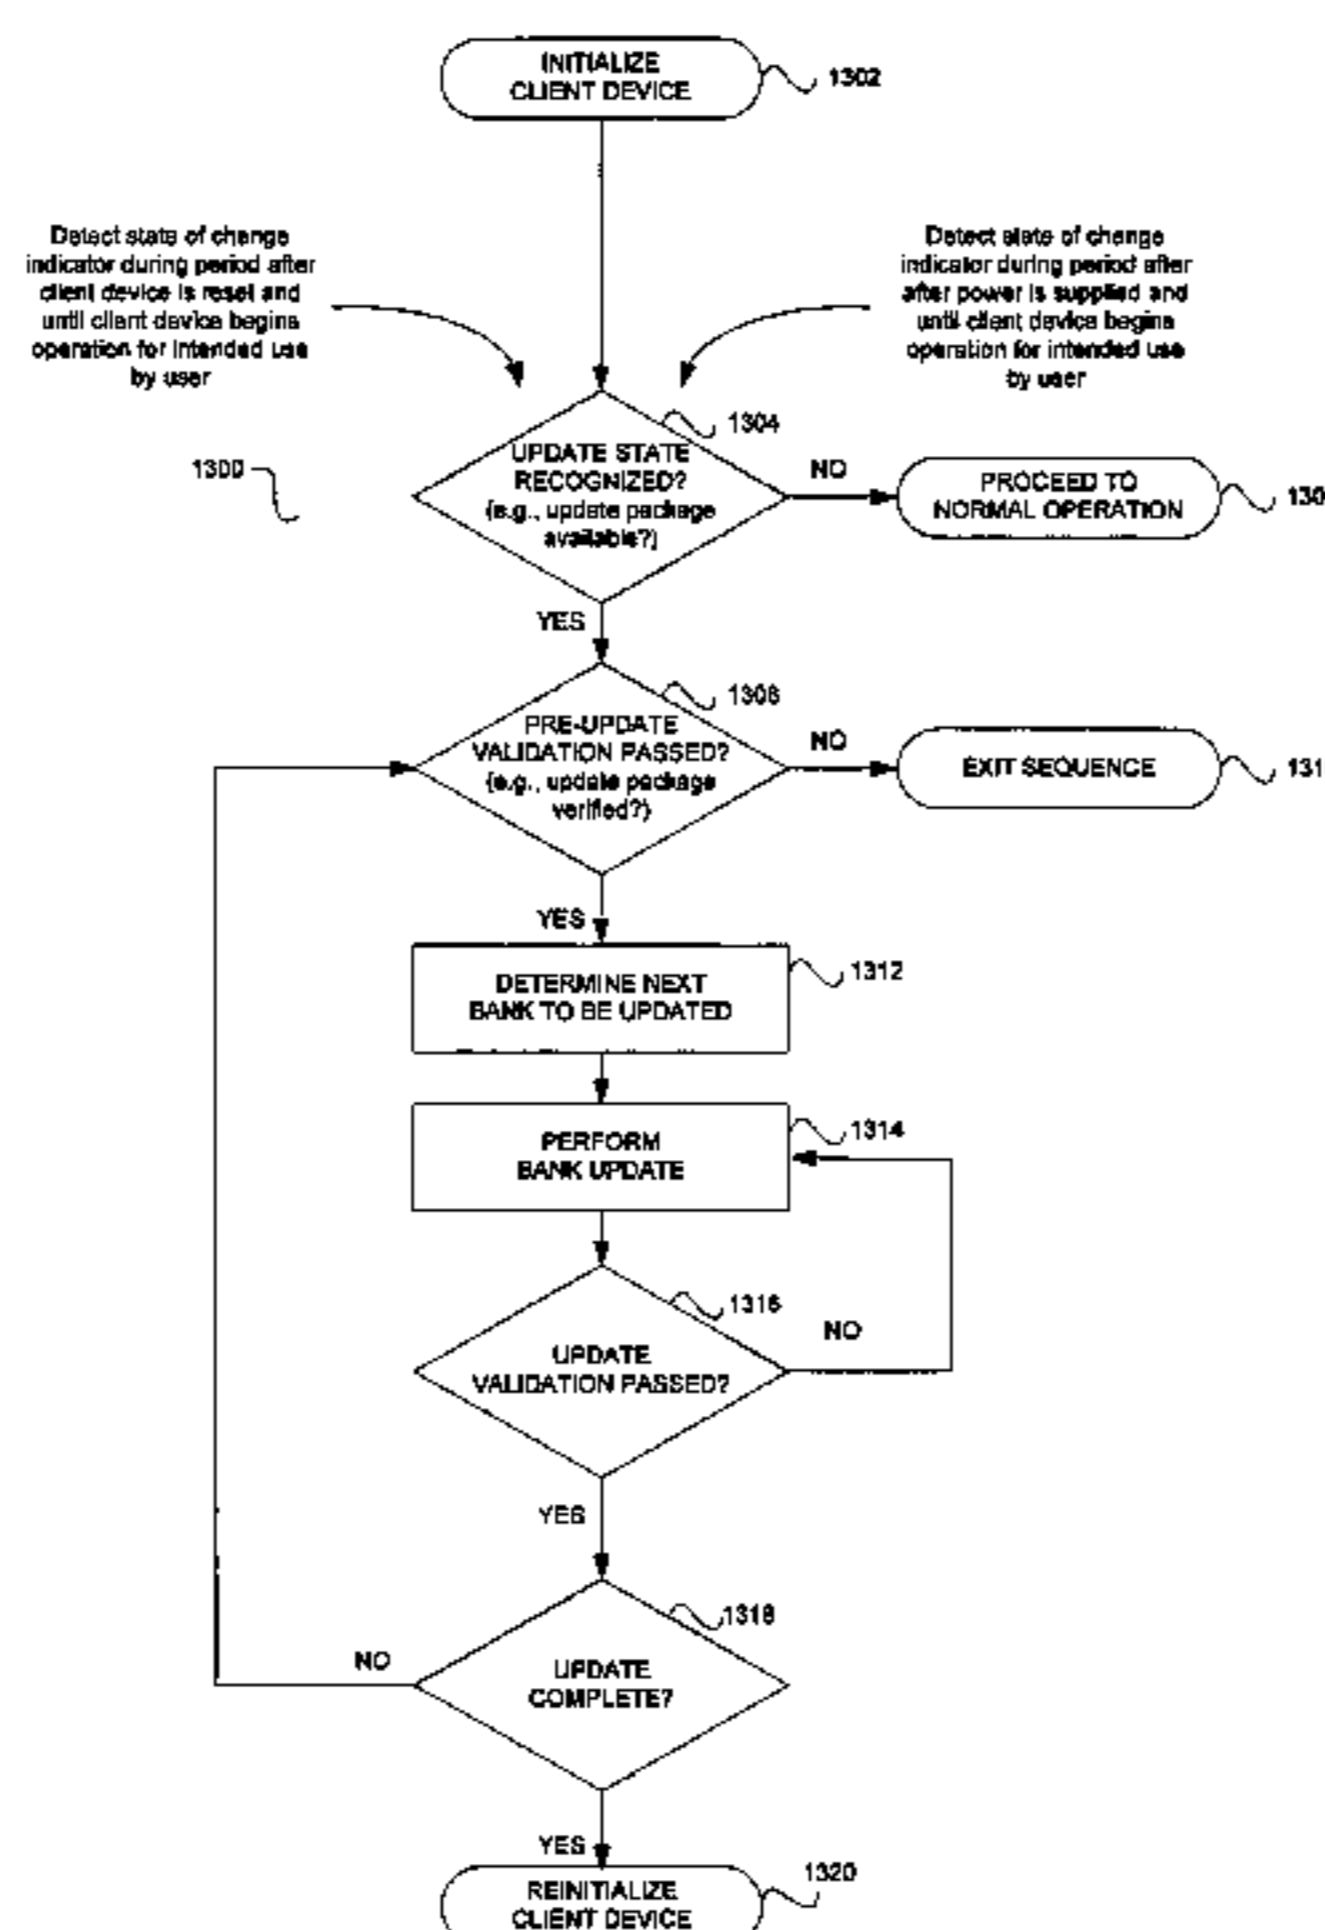 INITIALIZE
CLIENT DEVICE
1302
Detect state of change
indicator during period after
client device is reset and
until client device begins
operation for intended use
by user
Detect state of change
indicator during period after
after power is supplied and
until client device begins
operation for intended use
by user
1304
1300
UPDATE STATE
RECOGNIZED?
(e.g., update package
available?)
NO
PROCEED TO
NORMAL OPERATION
130
YES
1308
PRE-UPDATE
VALIDATION PASSED?
(e.g., update package
verified?)
NO
EXIT SEQUENCE
131
YES
DETERMINE NEXT
BANK TO BE UPDATED
1312
PERFORM
BANK UPDATE
1314
1316
UPDATE
VALIDATION PASSED?
NO
YES
1318
NO
UPDATE
COMPLETE?
YES
REINITIALIZE
CLIENT DEVICE
1320